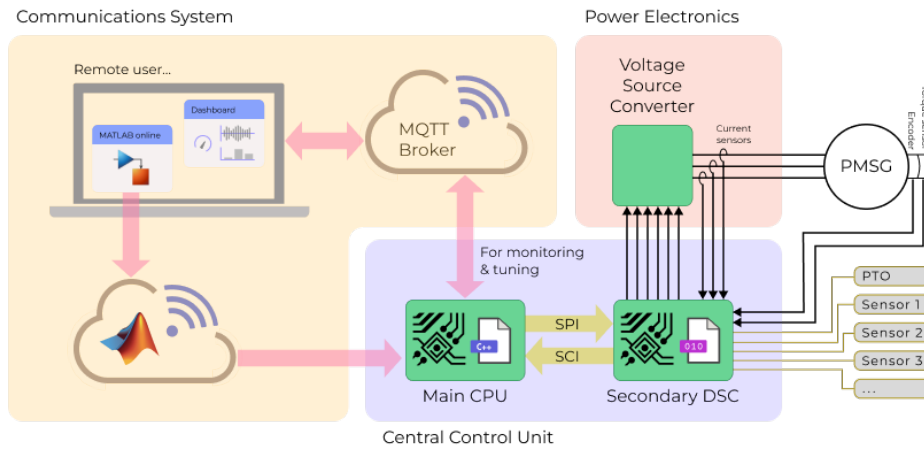 Communications System
Power Electronics
Remote user...
Dashboard
MATLAB online
MQTT
Broker
Voltage
Source
Converter
Current
sensors
Encoder
PMSG
For monitoring
& tuning
PTO
Sensor 1
Sensor 2
Sensor 3
...
SPI
SCI
C++
010
Main CPU
Secondary DSC
Central Control Unit